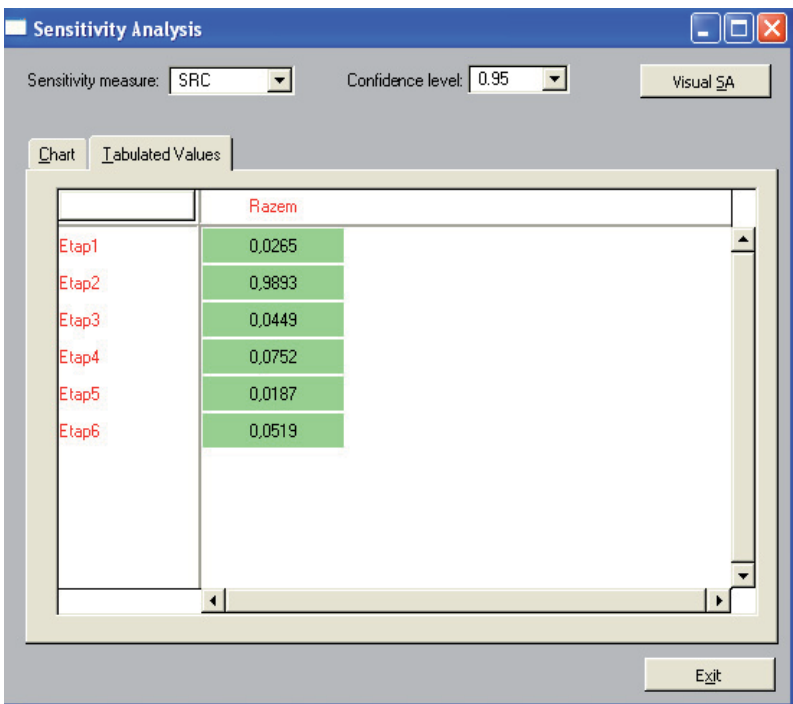 Sensitivity Analysis
Sensitivity measure: SRC Confidence level: 0.95 Visual SA
Chart Tabulated Values
Razem
Etap1 0,0265
Etap2 0,9893
Etap3 0,0449
Etap4 0,0752
Etap5 0,0187
Etap6 0,0519
Exit